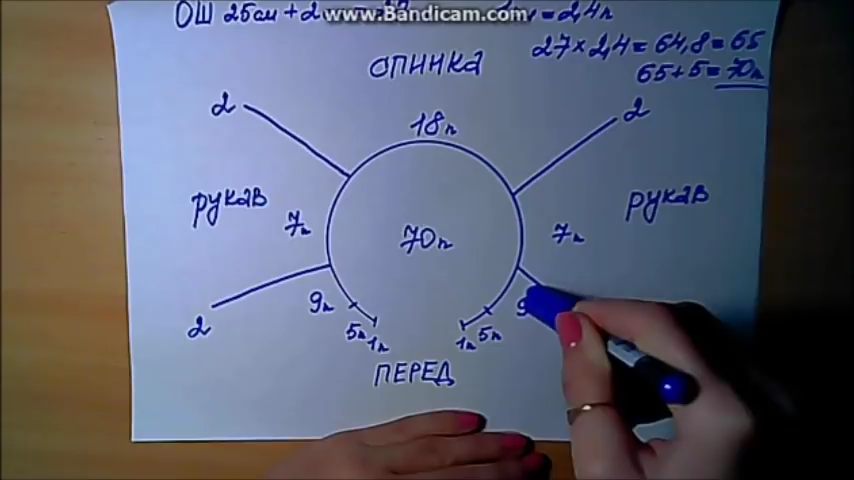 www.Bandicam.com
ОШ 25см + 2
= 2,4п
27 × 2,4 = 64,8 = 65
65 + 5 = 70п
СПИНКА
2
2
18п
рукав
рукав
7п
70п
7п
9п
9
5п
1п
1п
5п
2
ПЕРЕД